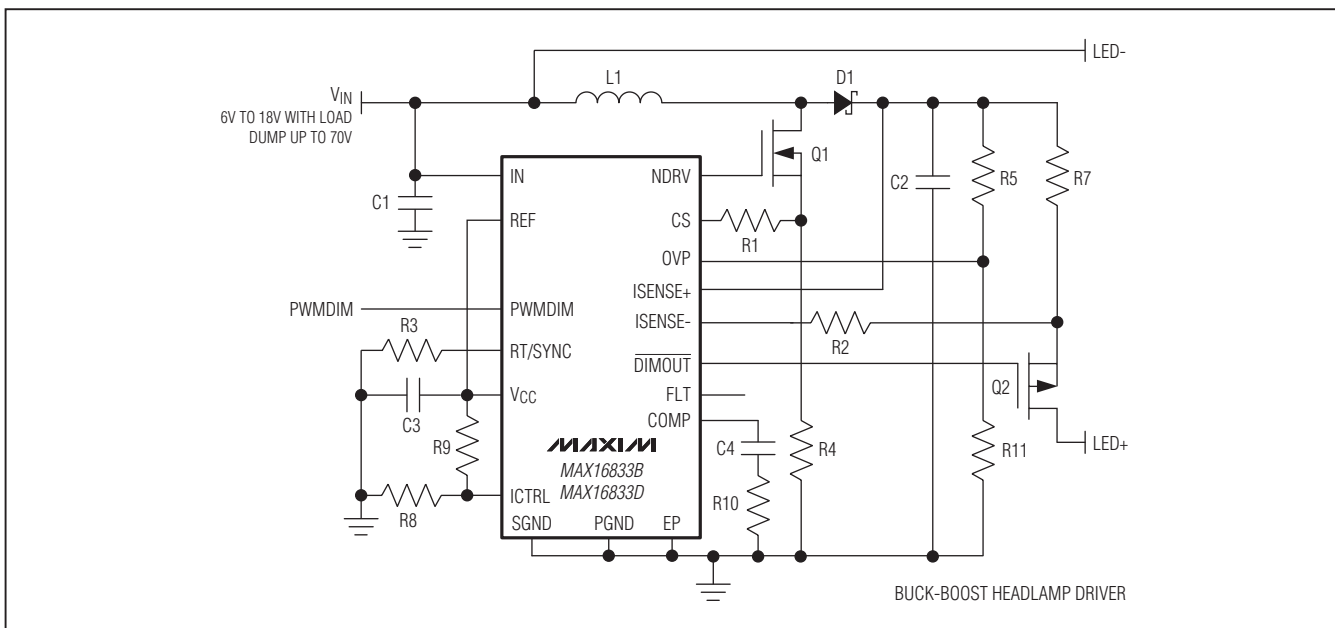 LED-
L1
D1
VIN
6V TO 18V WITH LOAD
DUMP UP TO 70V
Q1
C1
IN
NDRV
C2
R5
R7
REF
CS
R1
OVP
ISENSE+
PWMDIM
PWMDIM
ISENSE-
R2
R3
RT/SYNC
DIMOUT
Q2
VCC
FLT
C3
COMP
LED+
R9
MAXIM
C4
R4
R11
MAX16833B
MAX16833D
R10
ICTRL
R8
SGND
PGND
EP
BUCK-BOOST HEADLAMP DRIVER